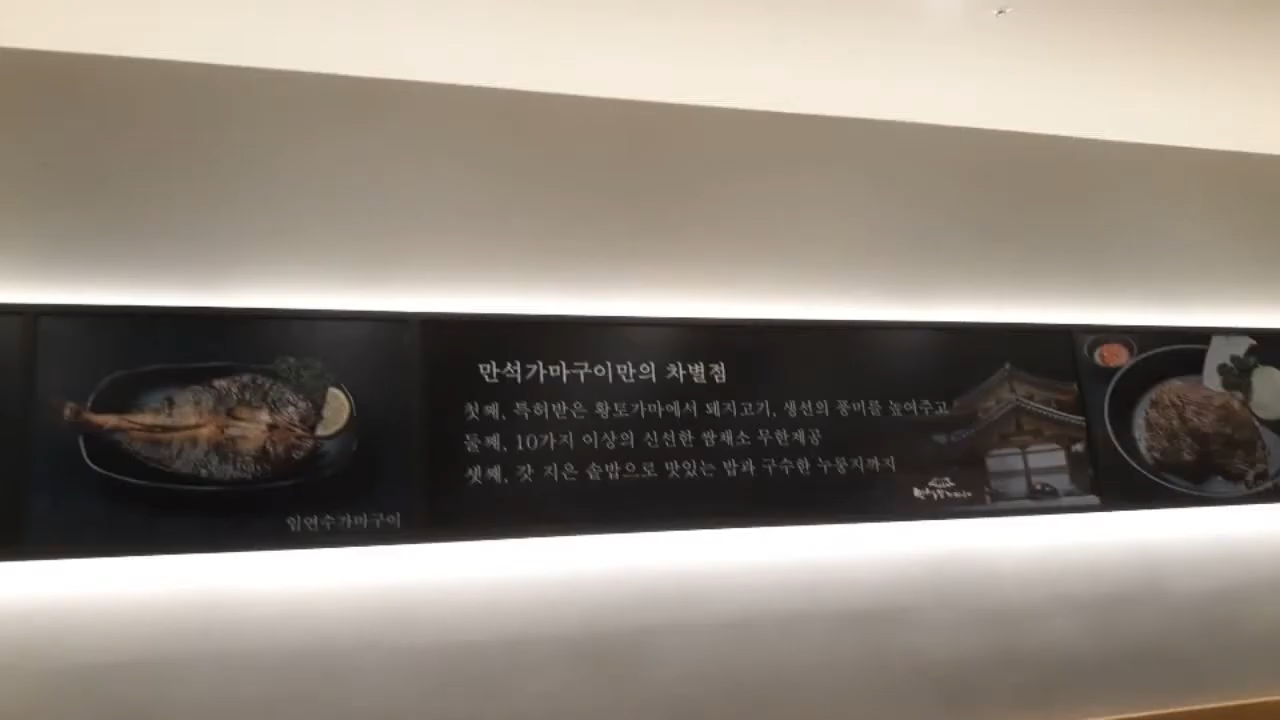 임연수가마구이
만석가마구이만의 차별점
첫째, 특허받은 황토가마에서 돼지고기, 생선의 풍미를 높여주고
둘째, 10가지 이상의 신선한 쌈채소 무한제공
셋째, 갓 지은 솥밥으로 맛있는 밥과 구수한 누룽지까지